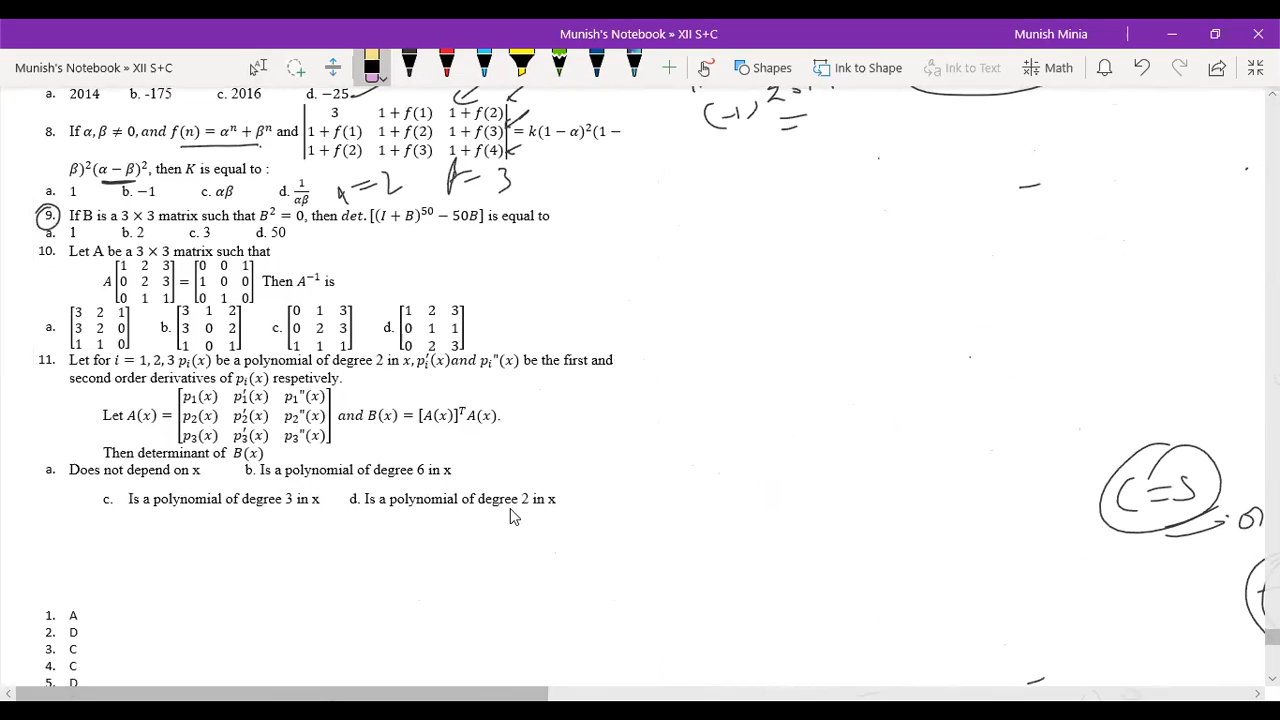 Munish's Notebook » XII S+C
Munish Minia
Munish's Notebook » XII S+C
Shapes
Ink to Shape
Ink to Text
Math
a. 2014 b. -175 c. 2016 d. −25
8. If α, β ≠ 0, and f(n) = αⁿ + βⁿ and | 3 1 + f(1) 1 + f(2) |
| 1 + f(1) 1 + f(2) 1 + f(3) | = k(1 − α)²(1 −
| 1 + f(2) 1 + f(3) 1 + f(4) |
β)²(α − β)², then K is equal to :
a. 1 b. −1 c. αβ d. 1/αβ
= 2 = 3
9. If B is a 3 × 3 matrix such that B² = 0, then det. [(I + B)⁵⁰ − 50B] is equal to
a. 1 b. 2 c. 3 d. 50
10. Let A be a 3 × 3 matrix such that
A [1 2 3] = [0 0 1] Then A⁻¹ is
[0 2 3] [1 0 0]
[0 1 1] [0 1 0]
a. [3 2 1] b. [3 1 2] c. [0 1 3] d. [1 2 3]
[3 2 0] [3 0 2] [0 2 3] [0 1 1]
[1 1 0] [1 0 1] [1 1 1] [0 2 3]
11. Let for i = 1, 2, 3 pᵢ(x) be a polynomial of degree 2 in x, pᵢ′(x)and pᵢ"(x) be the first and
second order derivatives of pᵢ(x) respetively.
Let A(x) = [p₁(x) p₁′(x) p₁"(x)] and B(x) = [A(x)]ᵀA(x).
[p₂(x) p₂′(x) p₂"(x)]
[p₃(x) p₃′(x) p₃"(x)]
Then determinant of B(x)
a. Does not depend on x b. Is a polynomial of degree 6 in x
c. Is a polynomial of degree 3 in x d. Is a polynomial of degree 2 in x
1. A
2. D
3. C
4. C
5. D